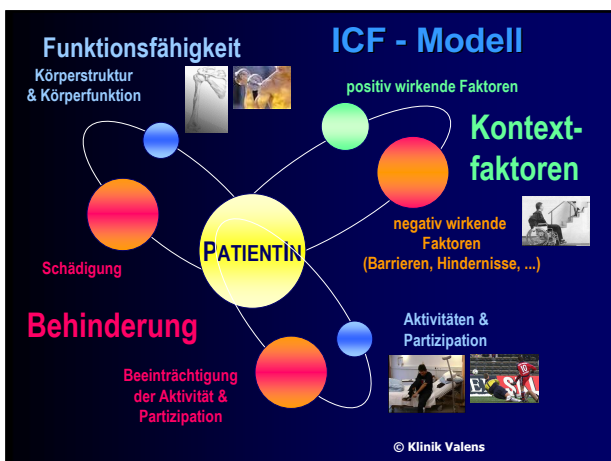 ICF - Modell
Funktionsfähigkeit
Körperstruktur
& Körperfunktion
positiv wirkende Faktoren
Kontext-
faktoren
PATIENTIN
negativ wirkende
Faktoren
(Barrieren, Hindernisse, ...)
Schädigung
Behinderung
Aktivitäten &
Partizipation
Beeinträchtigung
der Aktivität &
Partizipation
© Klinik Valens